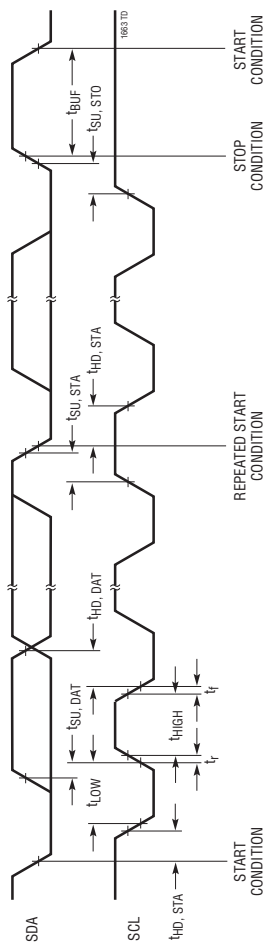 SDA
tSU, DAT
tHD, DAT
tSU, STA
tBUF
tLOW
tHD, STA
tSU, STO
SCL
1663 TD
tHD, STA
tr
tHIGH
tf
START
CONDITION
REPEATED START
CONDITION
STOP
CONDITION
START
CONDITION